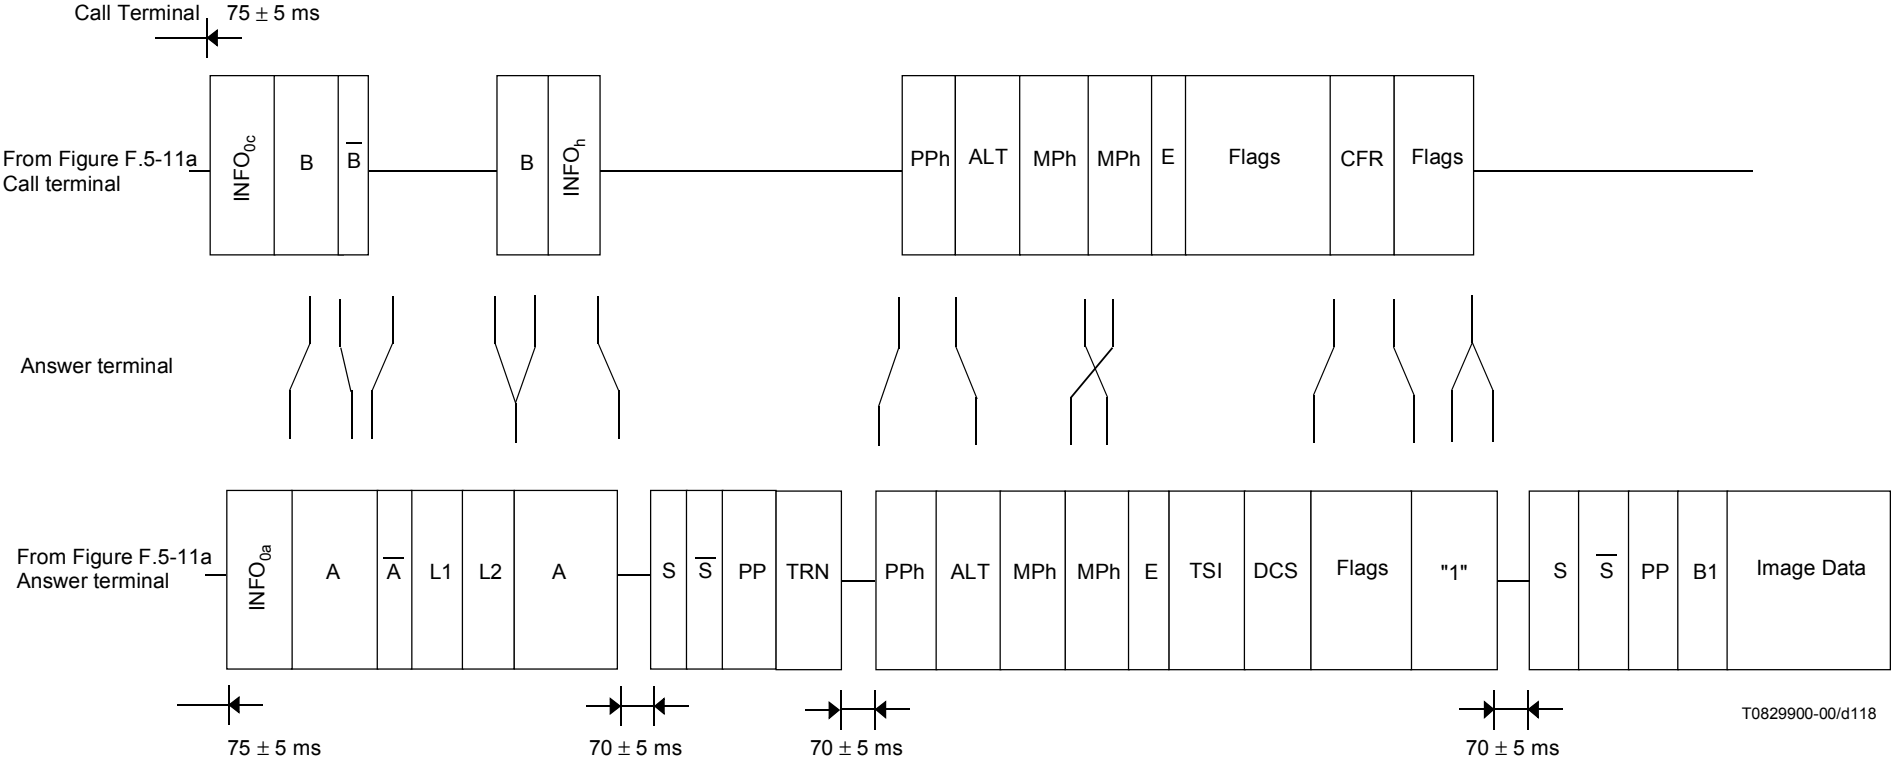 Call Terminal 75 ± 5 ms
From Figure F.5-11a
Call terminal
INFO0c B B̅ B INFOh PPh ALT MPh MPh E Flags CFR Flags
Answer terminal
From Figure F.5-11a
Answer terminal
INFO0a A A̅ L1 L2 A S S̅ PP TRN PPh ALT MPh MPh E TSI DCS Flags "1" S S̅ PP B1 Image Data
T0829900-00/d118
75 ± 5 ms 70 ± 5 ms 70 ± 5 ms 70 ± 5 ms